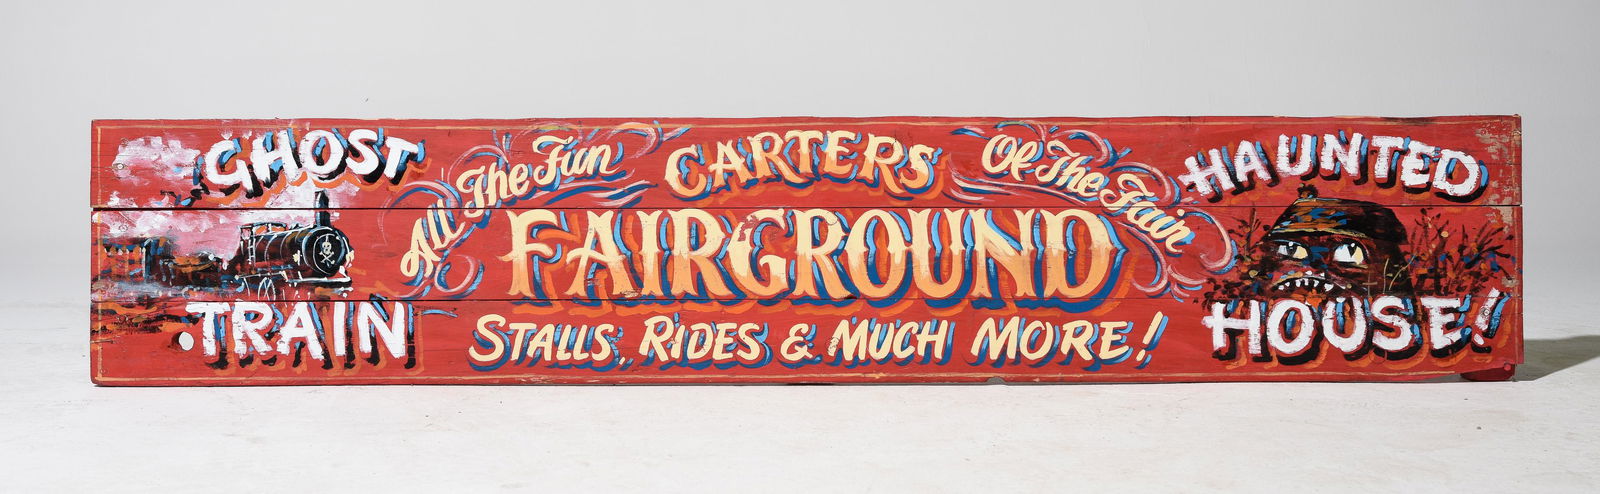 GHOST
TRAIN
All The Fun
CARTERS
Of The Fair
FAIRGROUND
STALLS, RIDES & MUCH MORE!
HAUNTED
HOUSE!